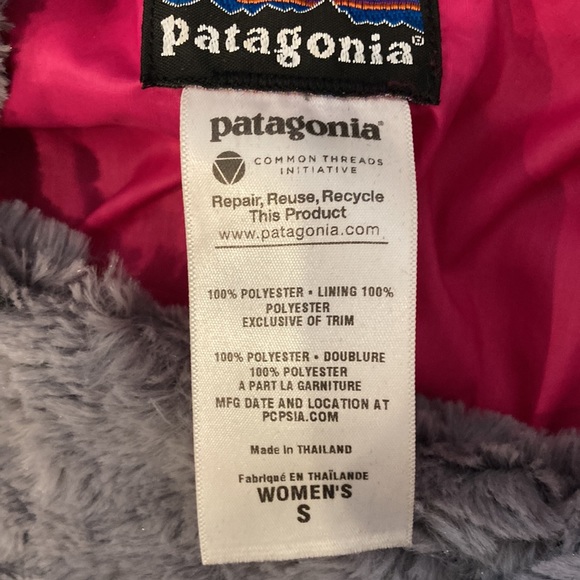 patagonia®
patagonia®
COMMON THREADS
INITIATIVE
Repair, Reuse, Recycle
This Product
www.patagonia.com
100% POLYESTER • LINING 100%
POLYESTER
EXCLUSIVE OF TRIM
100% POLYESTER • DOUBLURE
100% POLYESTER
A PART LA GARNITURE
MFG DATE AND LOCATION AT
PCPSIA.COM
Made in THAILAND
Fabriqué EN THAÏLANDE
WOMEN'S
S